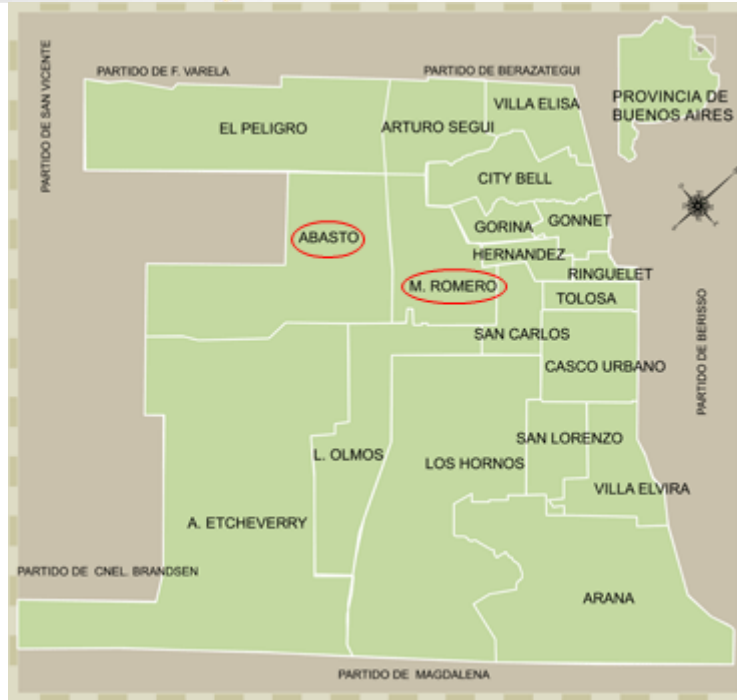 PARTIDO DE SAN VICENTE
PARTIDO DE F. VARELA
PARTIDO DE BERAZATEGUI
PROVINCIA DE
BUENOS AIRES
VILLA ELISA
EL PELIGRO
ARTURO SEGUI
CITY BELL
GORINA
GONNET
ABASTO
HERNANDEZ
RINGUELET
M. ROMERO
TOLOSA
SAN CARLOS
CASCO URBANO
PARTIDO DE BERISSO
L. OLMOS
LOS HORNOS
SAN LORENZO
VILLA ELVIRA
A. ETCHEVERRY
PARTIDO DE CNEL. BRANDSEN
ARANA
PARTIDO DE MAGDALENA